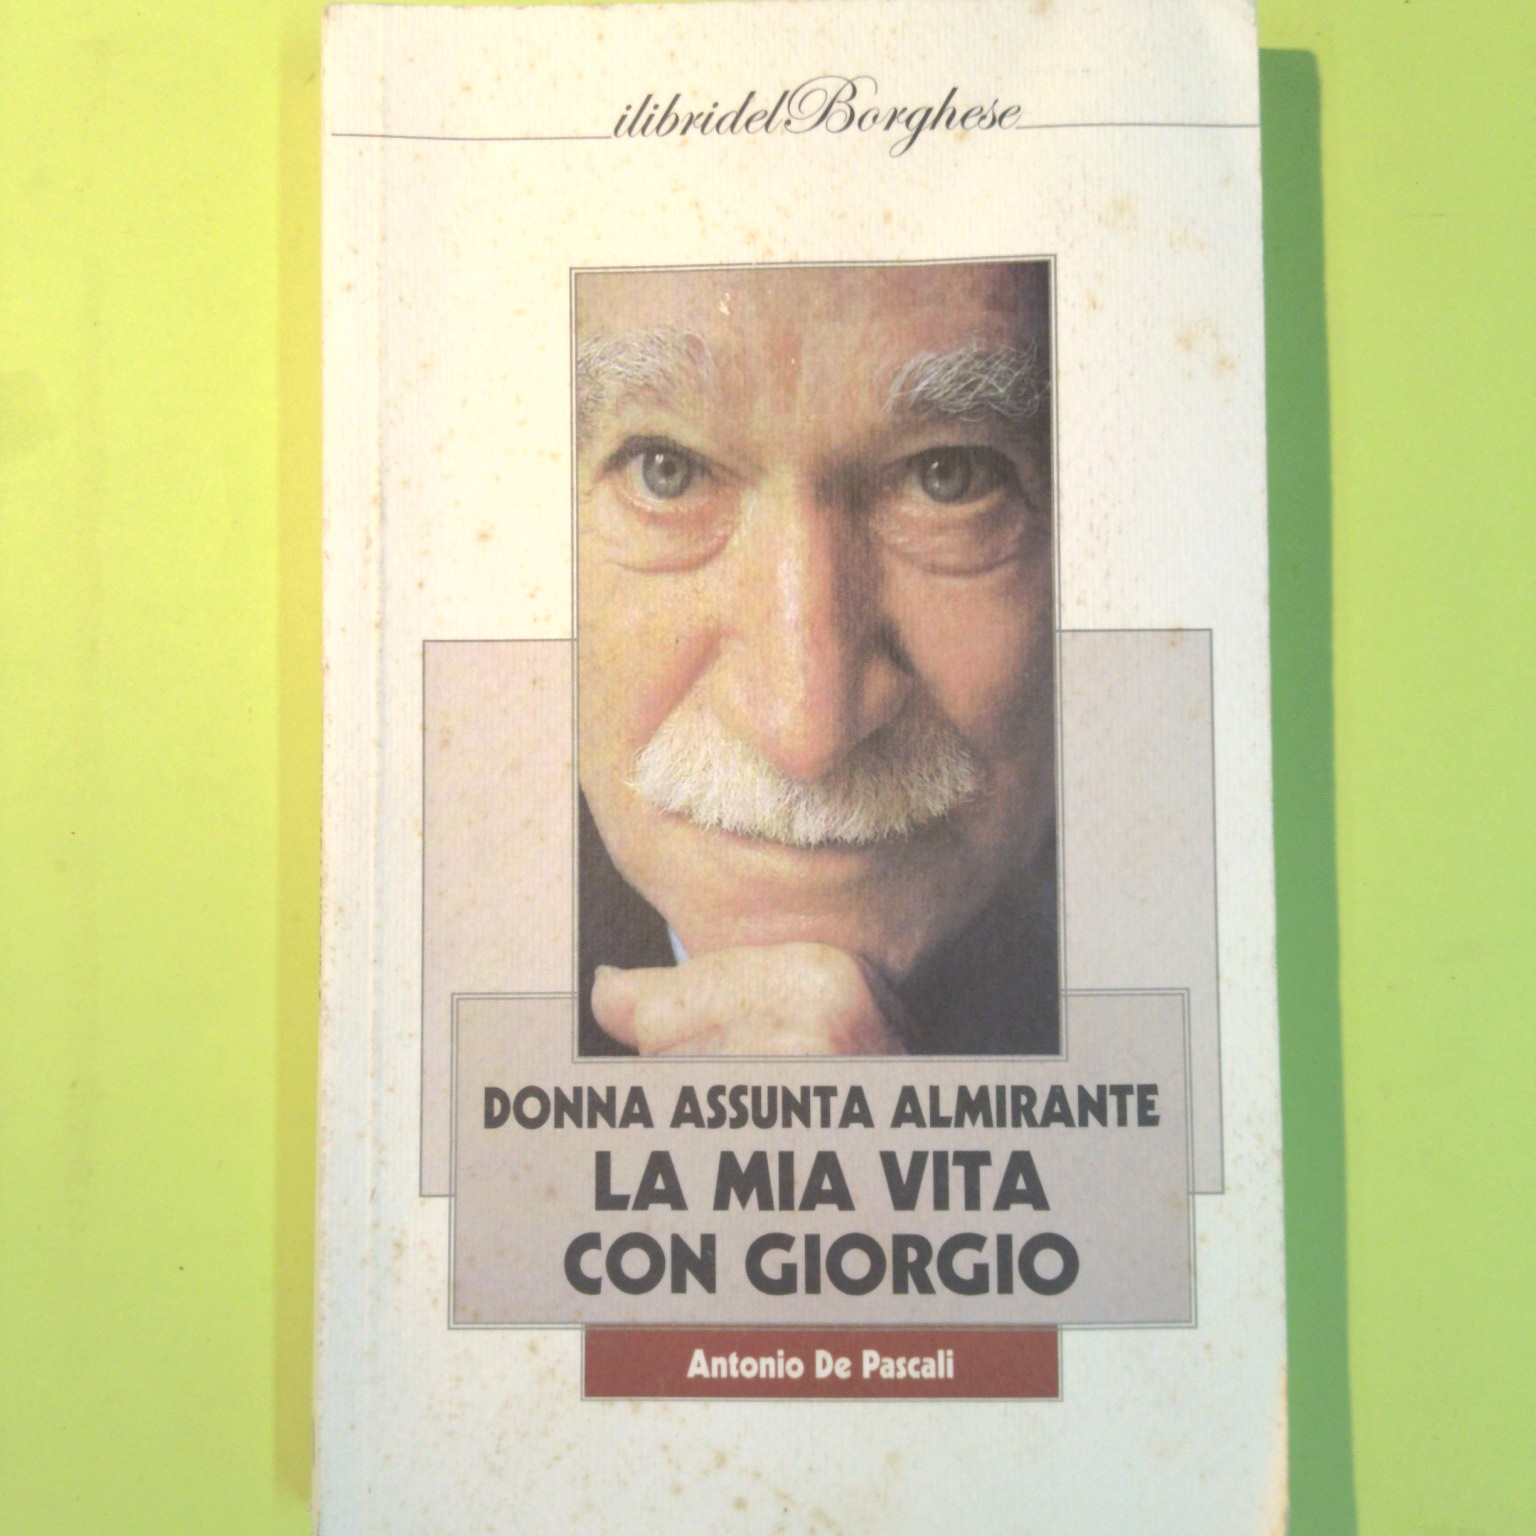 ilibridelBorghese
DONNA ASSUNTA ALMIRANTE
LA MIA VITA
CON GIORGIO
Antonio De Pascali